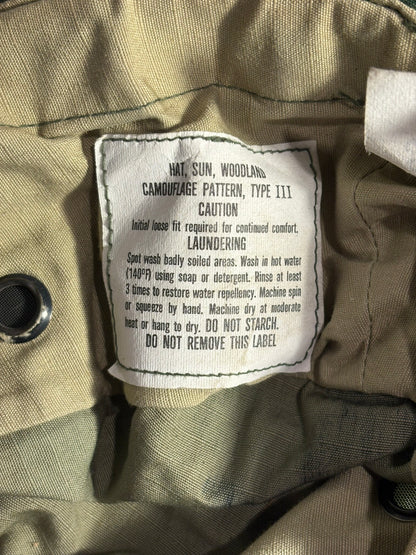 HAT, SUN, WOODLAND
CAMOUFLAGE PATTERN, TYPE III
CAUTION
Initial loose fit required for continued comfort.
LAUNDERING
Spot wash badly soiled areas. Wash in hot water
(140°F) using soap or detergent. Rinse at least
3 times to restore water repellency. Machine spin
or squeeze by hand. Machine dry at moderate
heat or hang to dry. DO NOT STARCH.
DO NOT REMOVE THIS LABEL